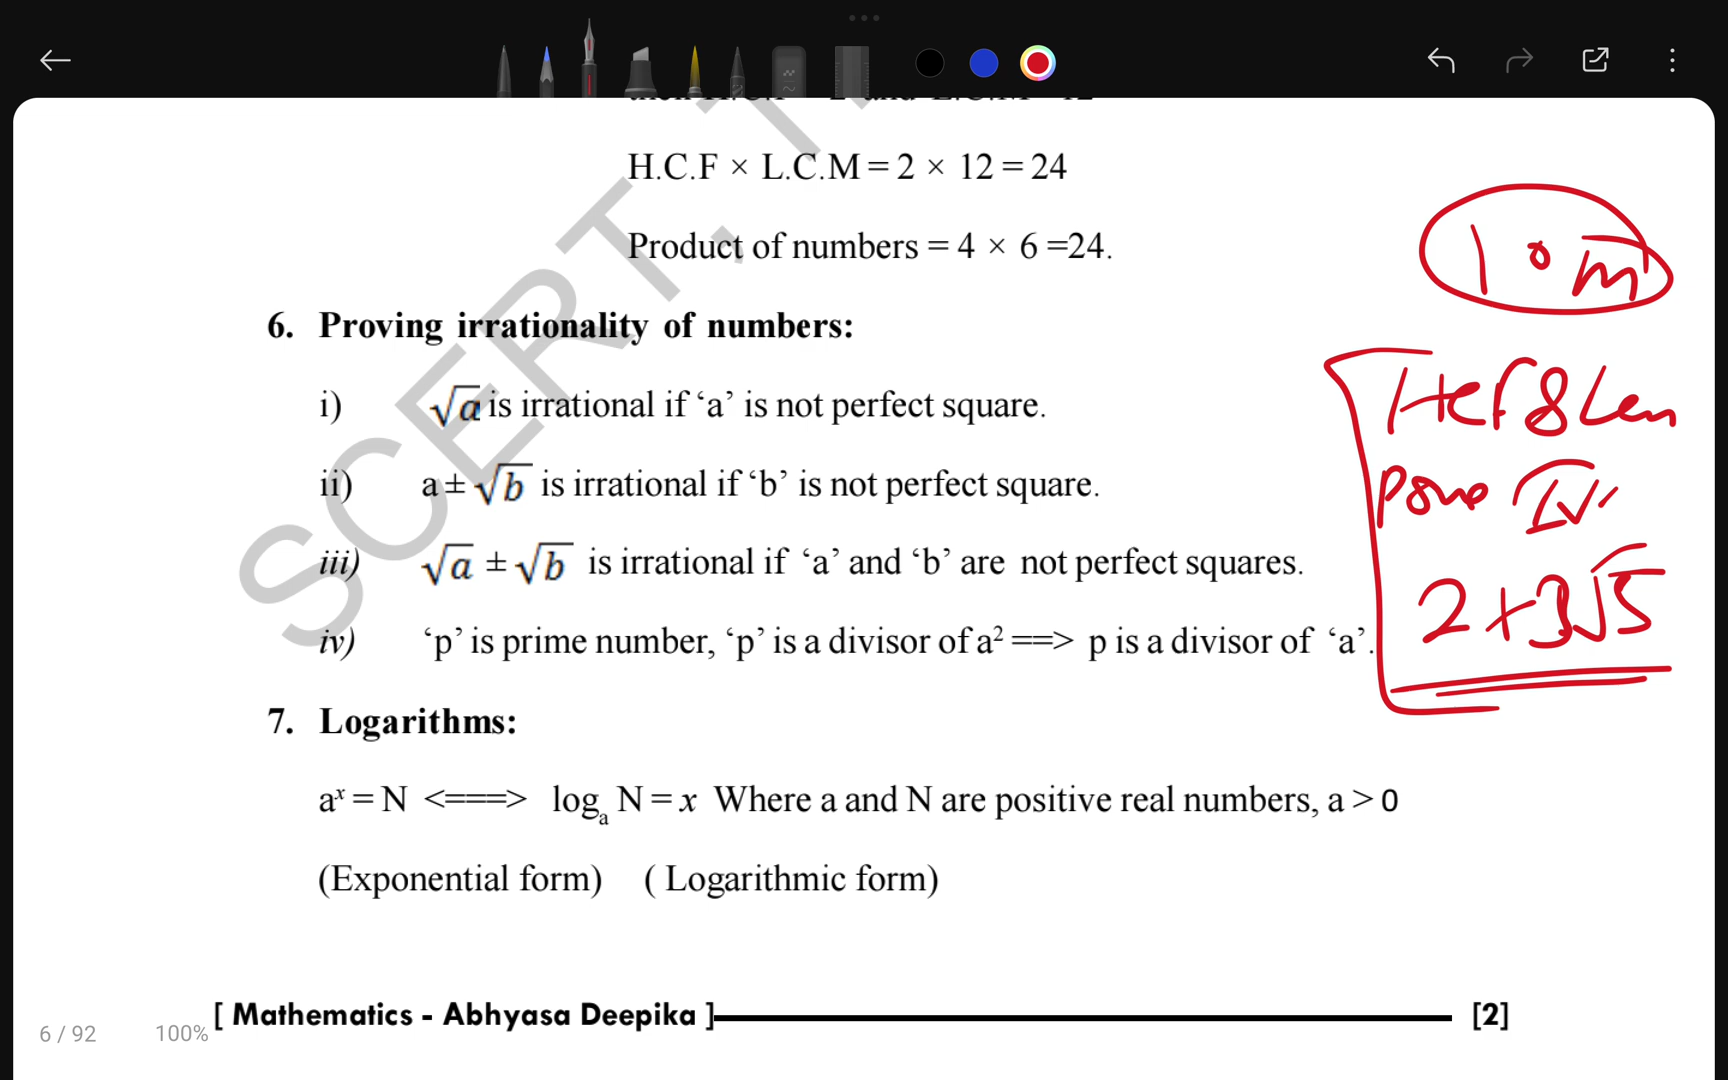 H.C.F × L.C.M = 2 × 12 = 24
Product of numbers = 4 × 6 =24.
6. Proving irrationality of numbers:
i) √a is irrational if ‘a’ is not perfect square.
ii) a ± √b is irrational if ‘b’ is not perfect square.
iii) √a ± √b is irrational if ‘a’ and ‘b’ are not perfect squares.
iv) ‘p’ is prime number, ‘p’ is a divisor of a² ==> p is a divisor of ‘a’.
7. Logarithms:
aˣ = N <===> logₐ N = x Where a and N are positive real numbers, a > 0
(Exponential form) ( Logarithmic form)
[ Mathematics - Abhyasa Deepika ] [2]
6 / 92 100%
SCERT, T
10 m
Hcf & Lcm
2 + 3√5